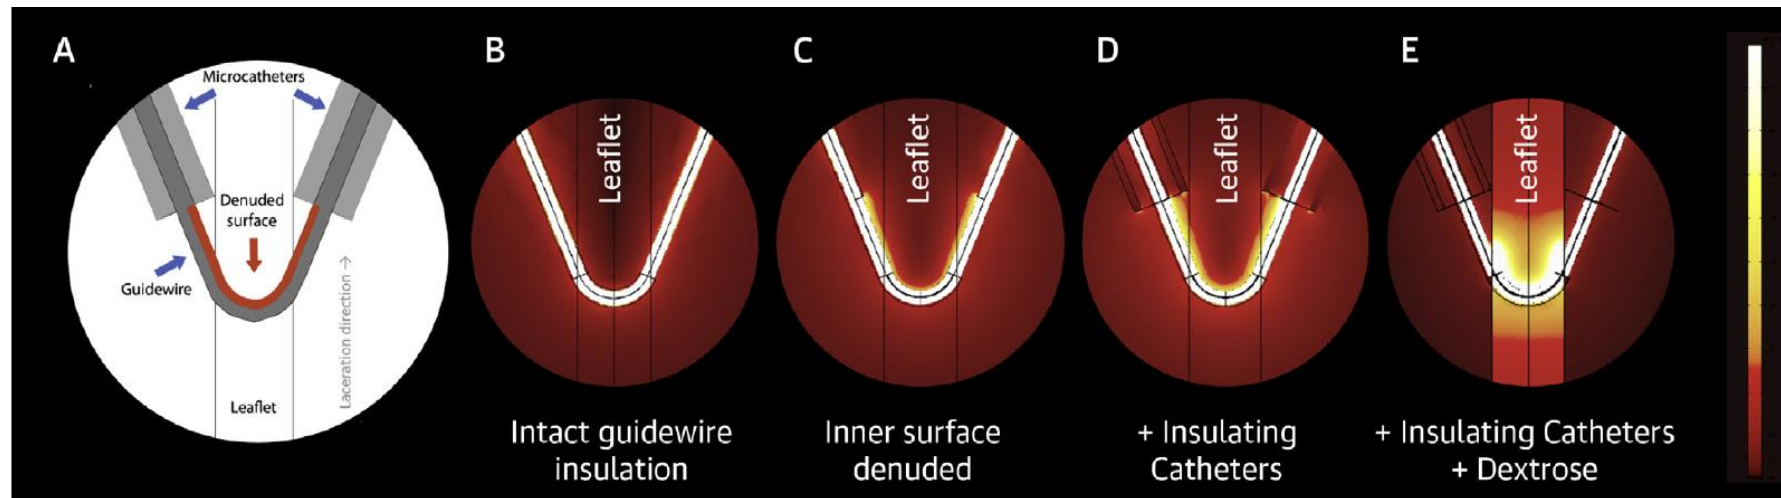 A
B
C
D
E
Microcatheters
Denuded
surface
Guidewire
Laceration direction →
Leaflet
Leaflet
Leaflet
Leaflet
Leaflet
Intact guidewire
insulation
Inner surface
denuded
+ Insulating
Catheters
+ Insulating Catheters
+ Dextrose